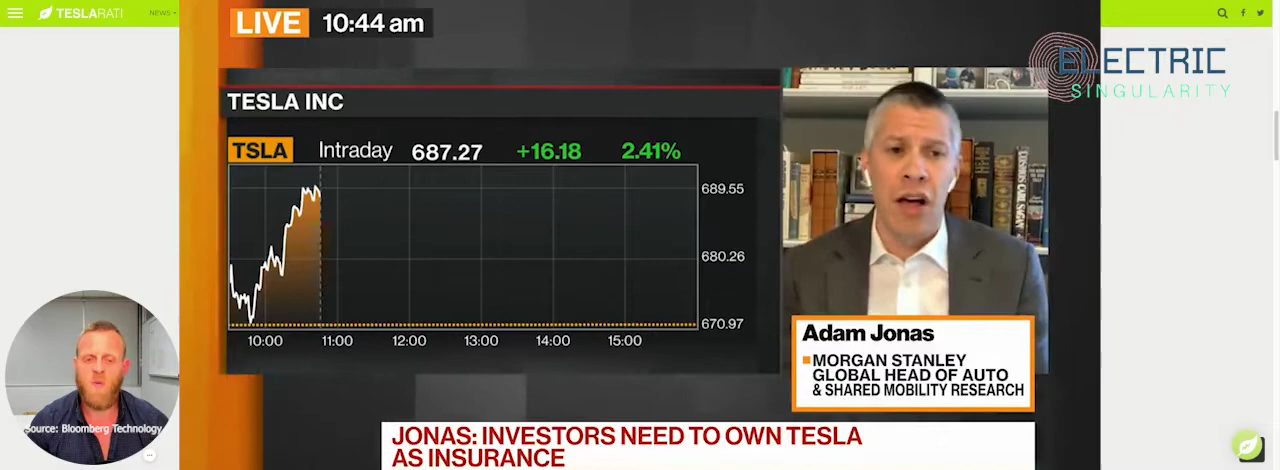 TESLARATI
NEWS
LIVE 10:44 am
ELECTRIC
SINGULARITY
TESLA INC
TSLA Intraday 687.27 +16.18 2.41%
689.55
680.26
670.97
10:00 11:00 12:00 13:00 14:00 15:00
Adam Jonas
MORGAN STANLEY
GLOBAL HEAD OF AUTO
& SHARED MOBILITY RESEARCH
Source: Bloomberg Technology
JONAS: INVESTORS NEED TO OWN TESLA
AS INSURANCE